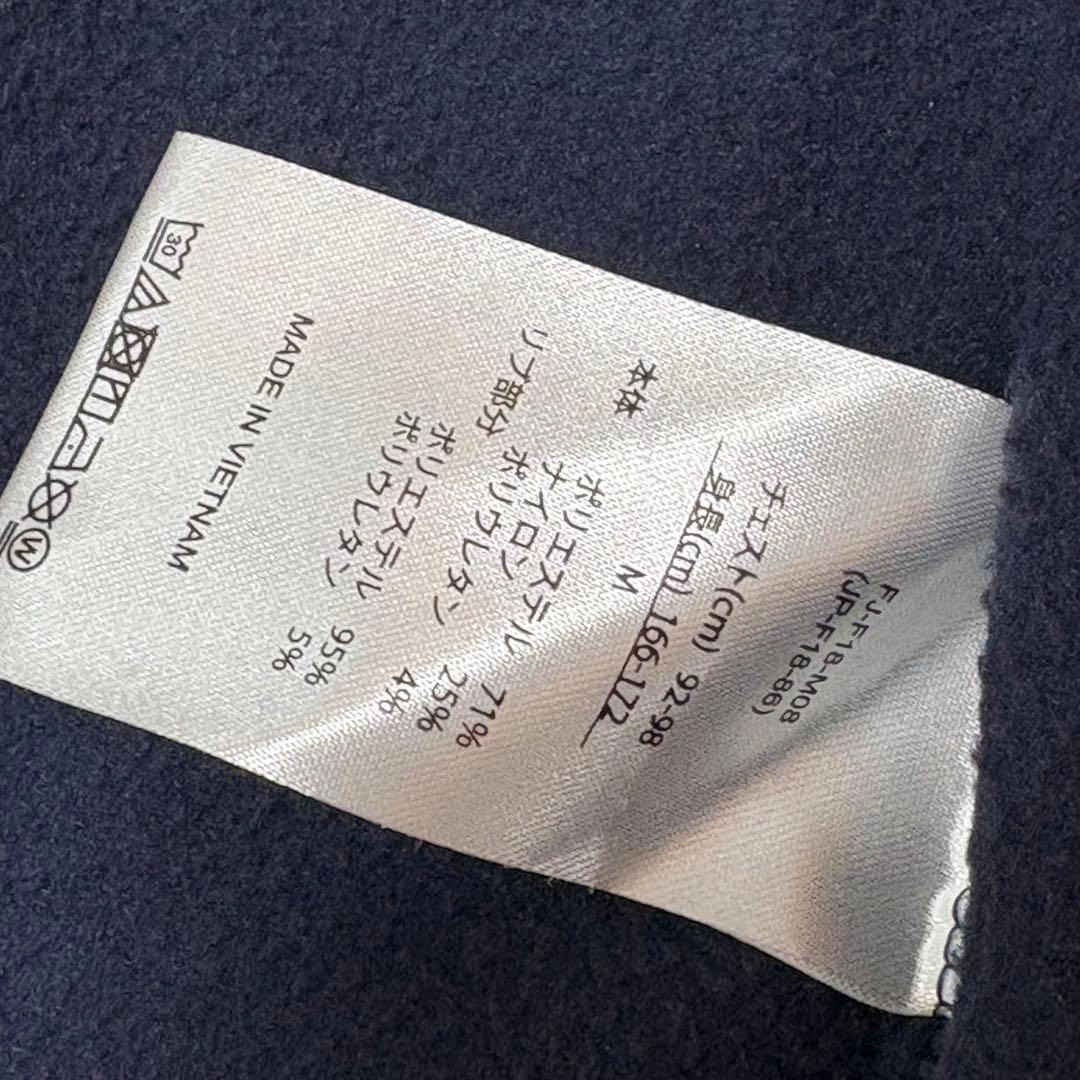 FJ-F18-M08
(JP-F18-86)
チェスト(cm) 92-98
身長(cm) 166-172
M
本体
ポリエステル 71%
ナイロン 25%
ポリウレタン 4%
リブ部分
ポリエステル 95%
ポリウレタン 5%
MADE IN VIETNAM
30
W